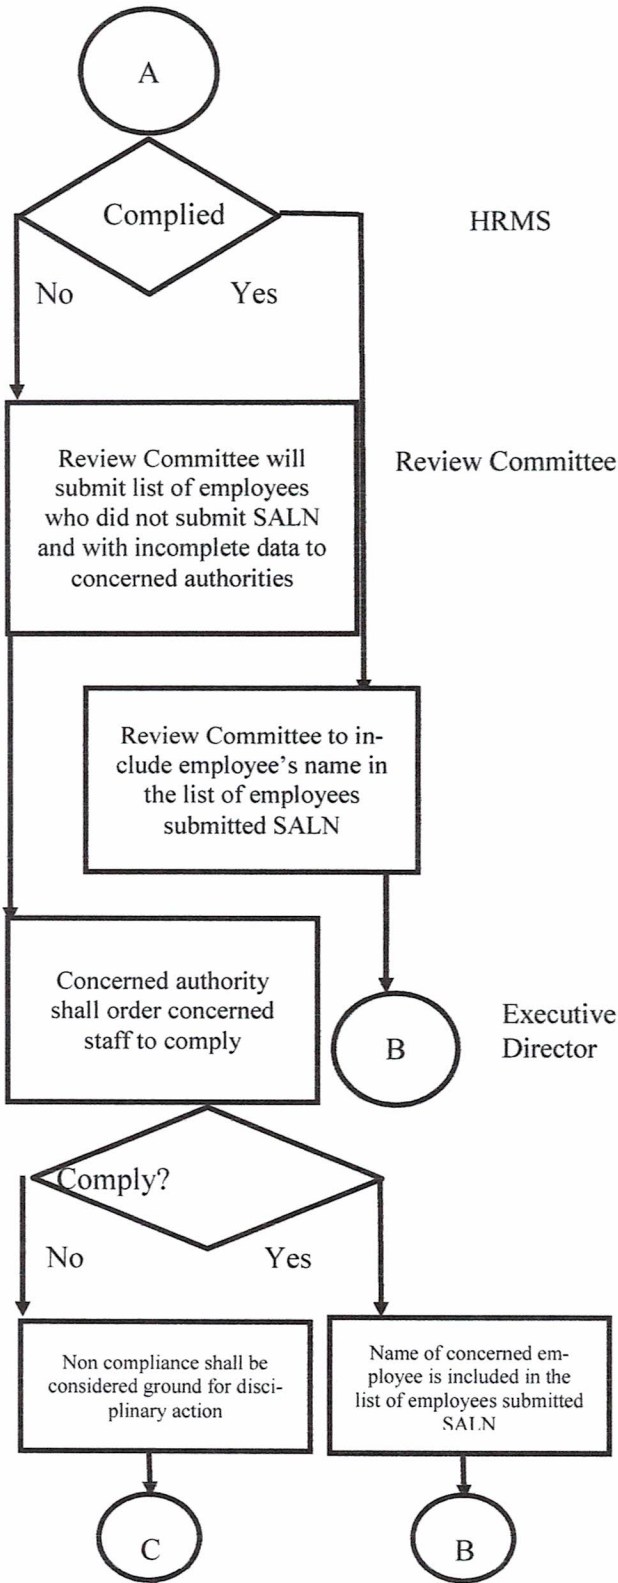 A
Complied
HRMS
No
Yes
Review Committee will
submit list of employees
who did not submit SALN
and with incomplete data to
concerned authorities
Review Committee
Review Committee to in-
clude employee's name in
the list of employees
submitted SALN
Concerned authority
shall order concerned
staff to comply
B
Executive
Director
Comply?
No
Yes
Non compliance shall be
considered ground for disci-
plinary action
Name of concerned em-
ployee is included in the
list of employees submitted
SALN
C
B